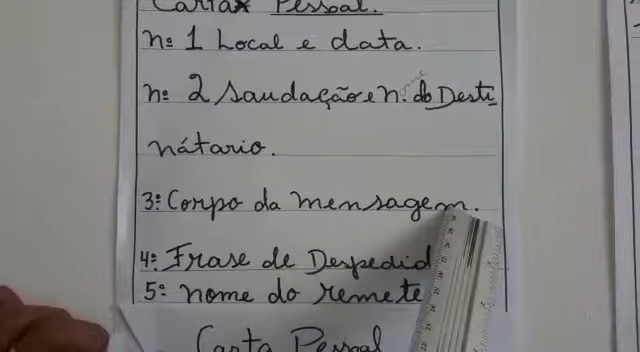 Carta Pessoal.
nº 1 Local e data.
nº 2 Saudação e n. do Desti
nátario.
3º Corpo da mensagem.
4º Frase de Despedid
5º nome do remete
Carta Pessoal